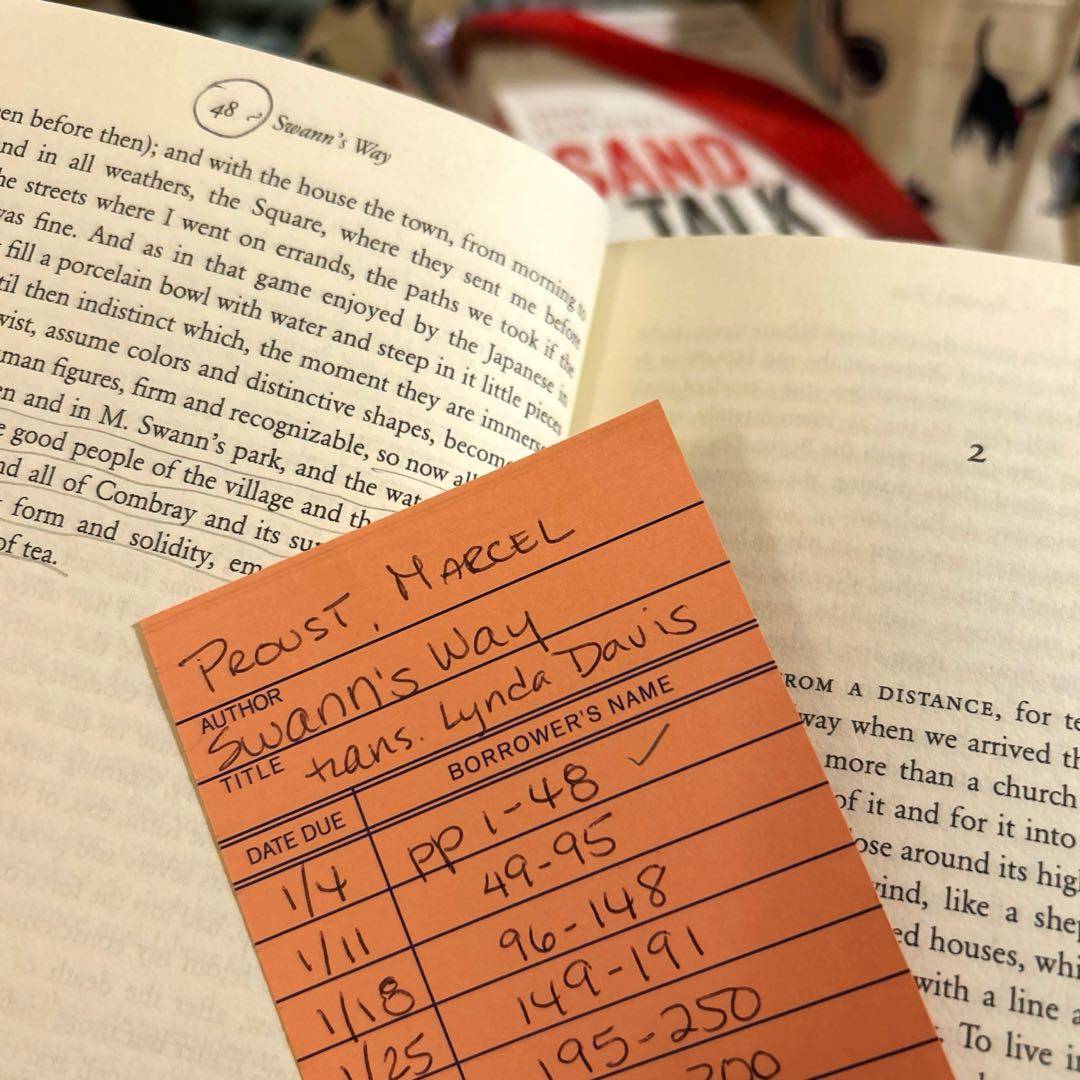 48 Swann's Way
en before then); and with the house the town, from morning to
nd in all weathers, the Square, where they sent me before
he streets where I went on errands, the paths we took if the
was fine. And as in that game enjoyed by the Japanese in
fill a porcelain bowl with water and steep in it little pieces
til then indistinct which, the moment they are immerse
wist, assume colors and distinctive shapes, become
man figures, firm and recognizable, so now all
en and in M. Swann's park, and the wat
e good people of the village and th
nd all of Combray and its su
form and solidity, em
of tea.
SAND
TALK
2
ROM A DISTANCE, for te
way when we arrived th
more than a church
of it and for it into
ose around its high
wind, like a shep
ed houses, whi
with a line a
To live in
PROUST, MARCEL
AUTHOR
Swann's Way
TITLE trans. Lynda Davis
BORROWER'S NAME
DATE DUE
1/4 pp 1-48 ✓
1/11 49-95
1/18 96-148
1/25 149-191
195-250